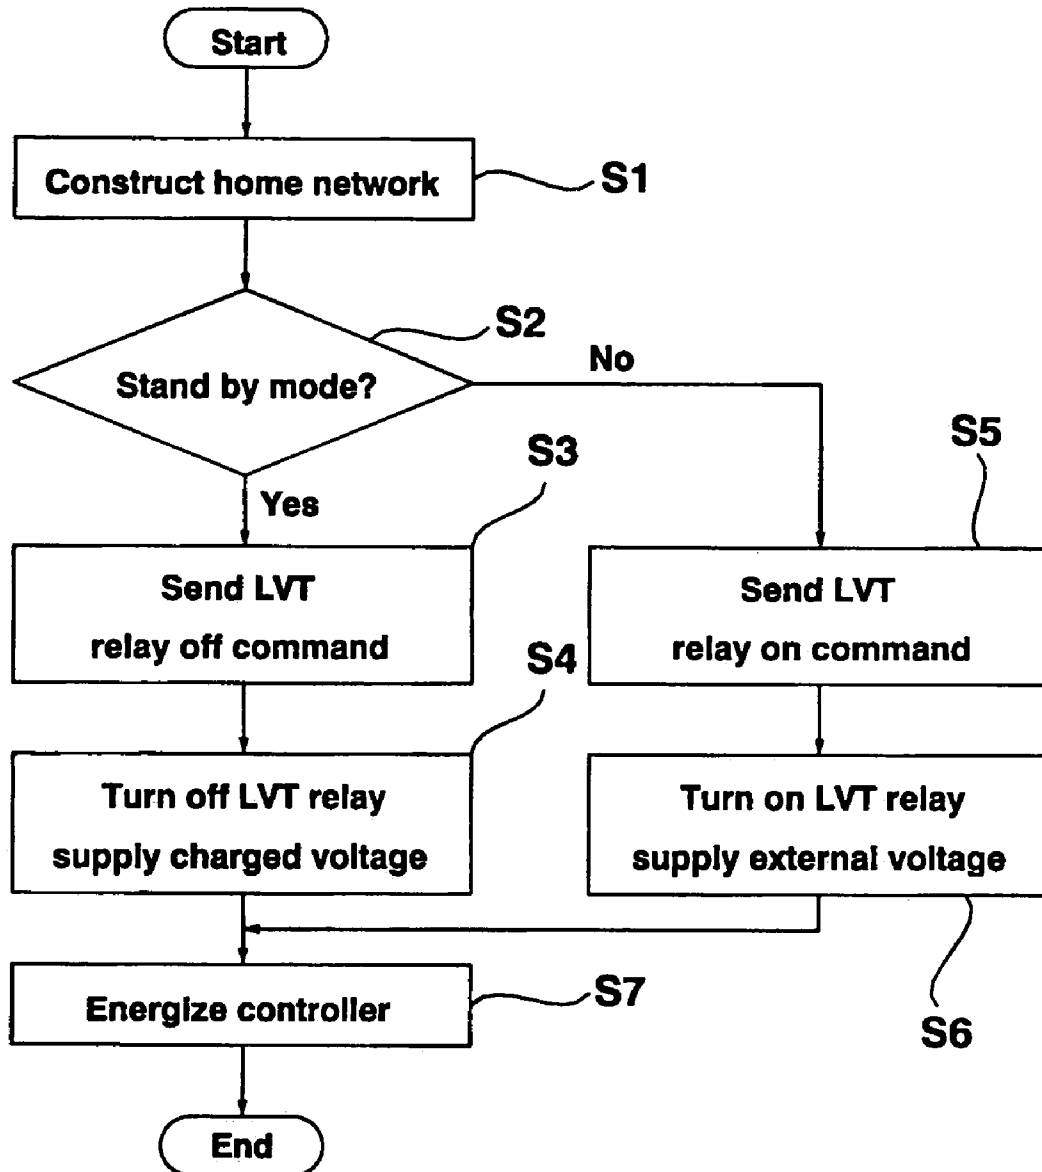 Start
Construct home network
S1
Stand by mode?
S2
No
Yes
S3
Send LVT
relay off command
S5
Send LVT
relay on command
S4
Turn off LVT relay
supply charged voltage
Turn on LVT relay
supply external voltage
S6
Energize controller
S7
End